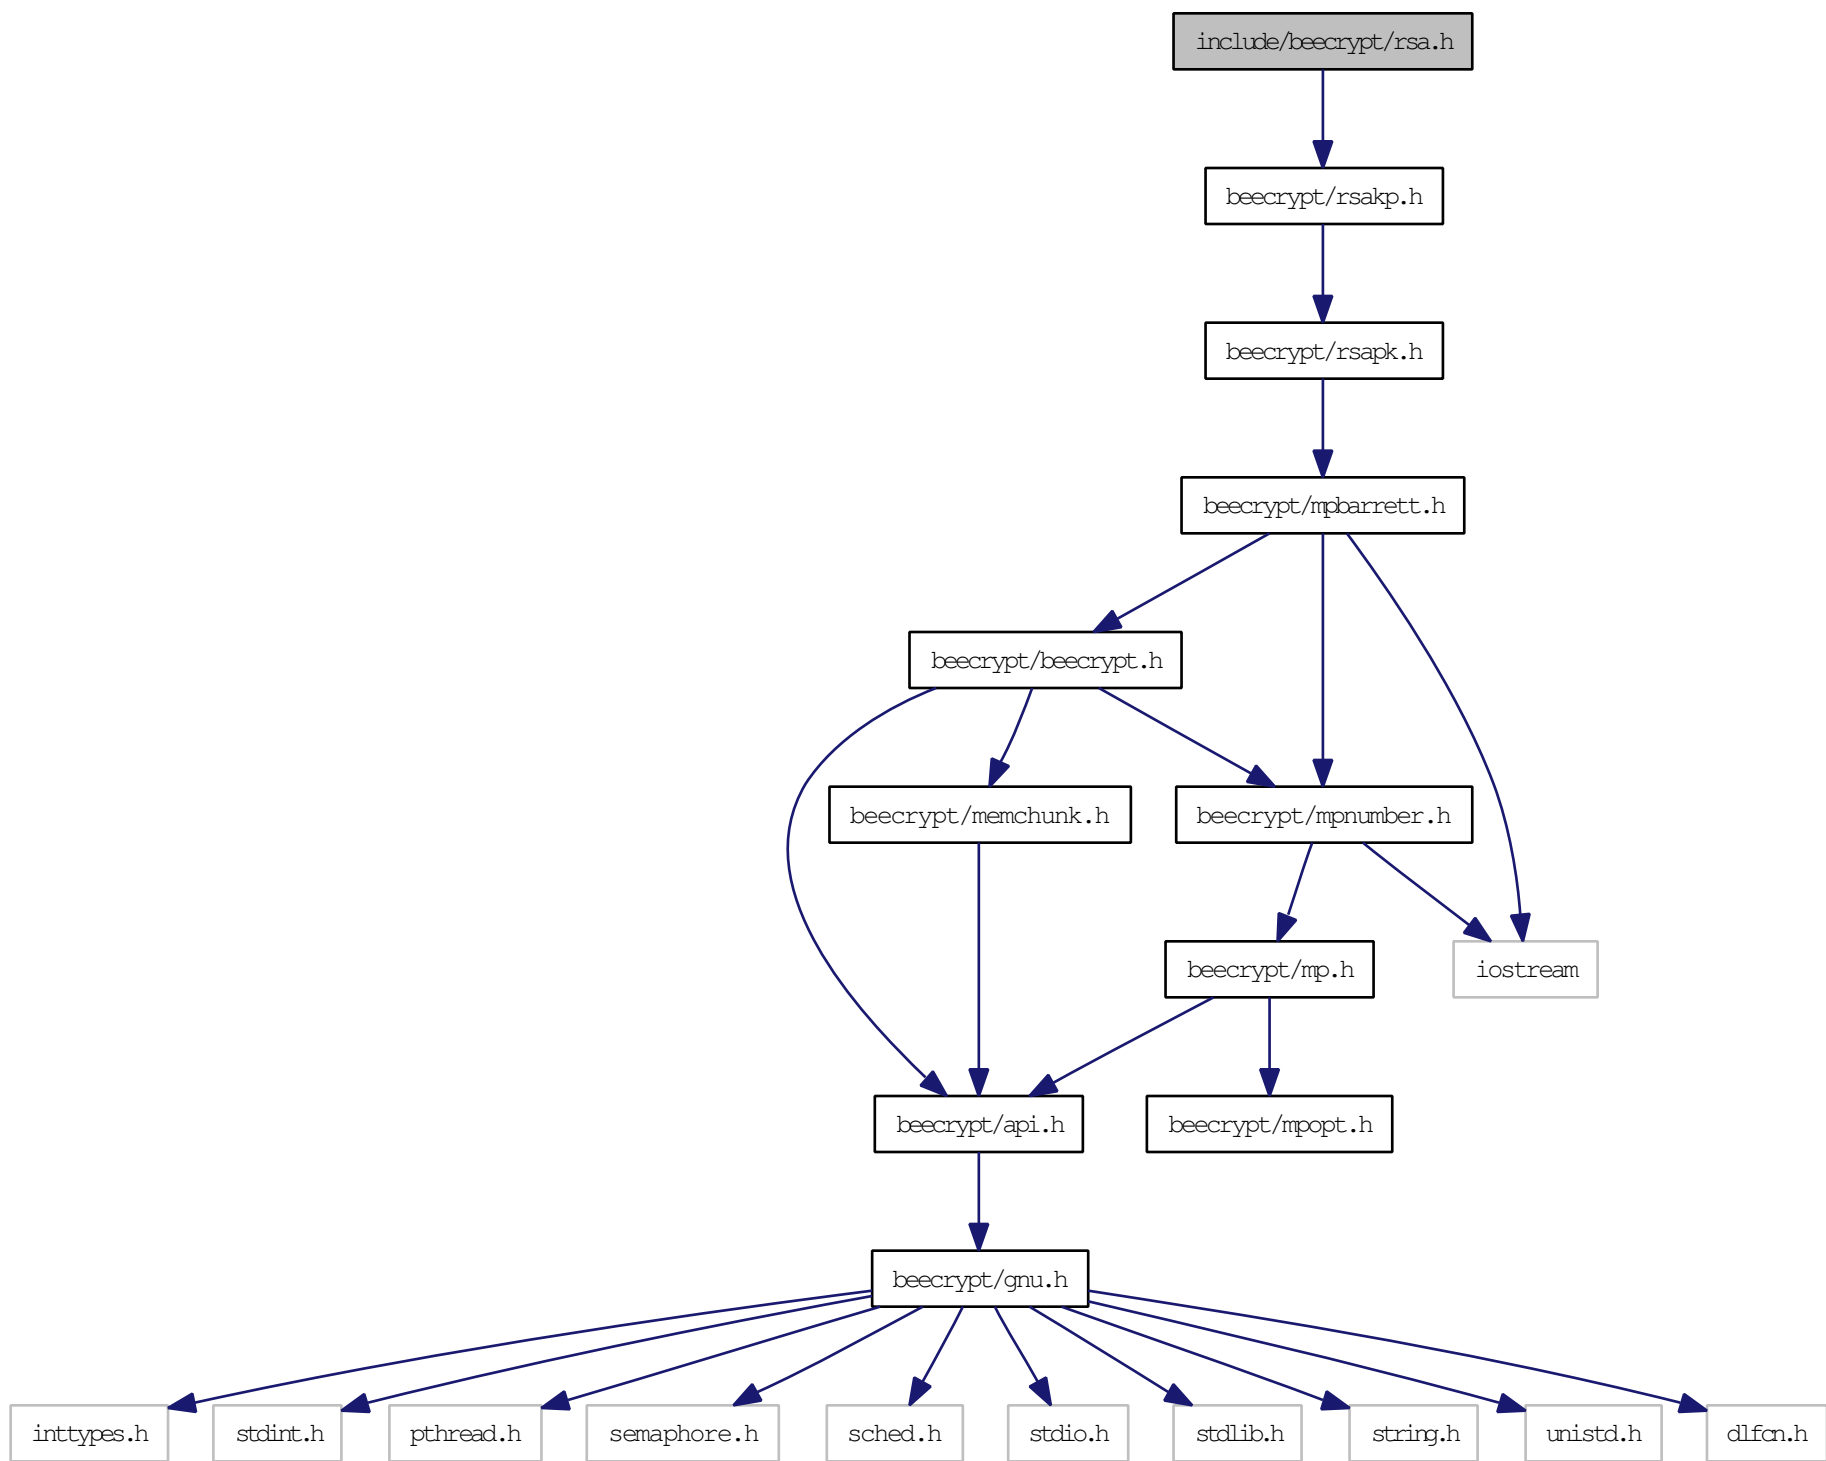 include/beecrypt/rsa.h
beecrypt/rsakp.h
beecrypt/rsapk.h
beecrypt/mpbarrett.h
beecrypt/beecrypt.h
beecrypt/memchunk.h
beecrypt/mpnumber.h
beecrypt/mp.h
iostream
beecrypt/api.h
beecrypt/mpopt.h
beecrypt/gnu.h
inttypes.h
stdint.h
pthread.h
semaphore.h
sched.h
stdio.h
stdlib.h
string.h
unistd.h
dlfcn.h